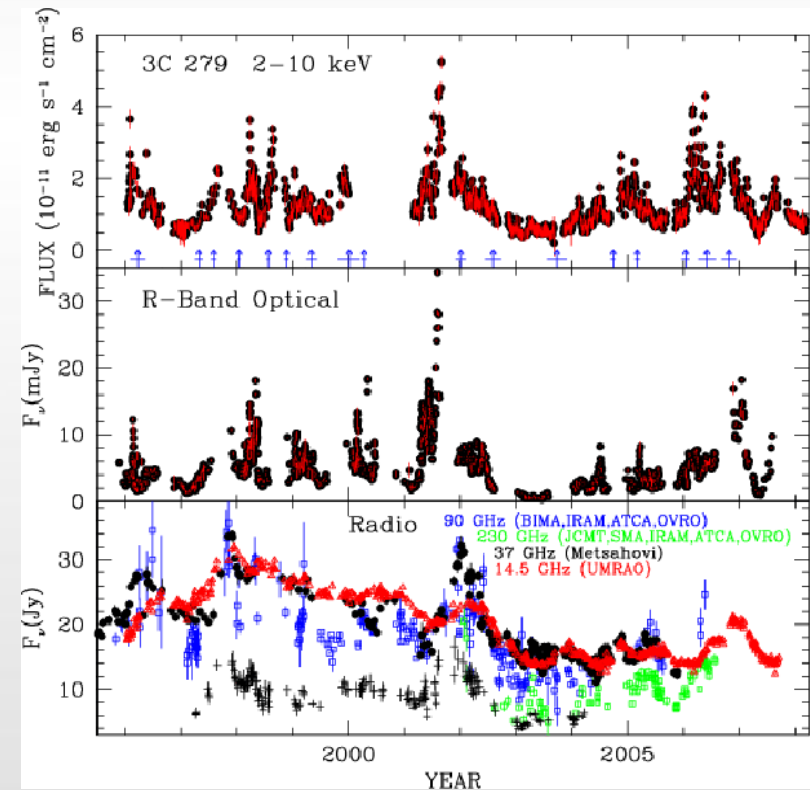 3C 279 2-10 keV
FLUX (10⁻¹¹ erg s⁻¹ cm⁻²)
6
4
2
0
R-Band Optical
Fν(mJy)
30
20
10
0
Radio
90 GHz (BIMA,IRAM,ATCA,OVRO)
230 GHz (JCMT,SMA,IRAM,ATCA,OVRO)
37 GHz (Metsahovi)
14.5 GHz (UMRAO)
Fν(Jy)
30
20
10
2000
2005
YEAR